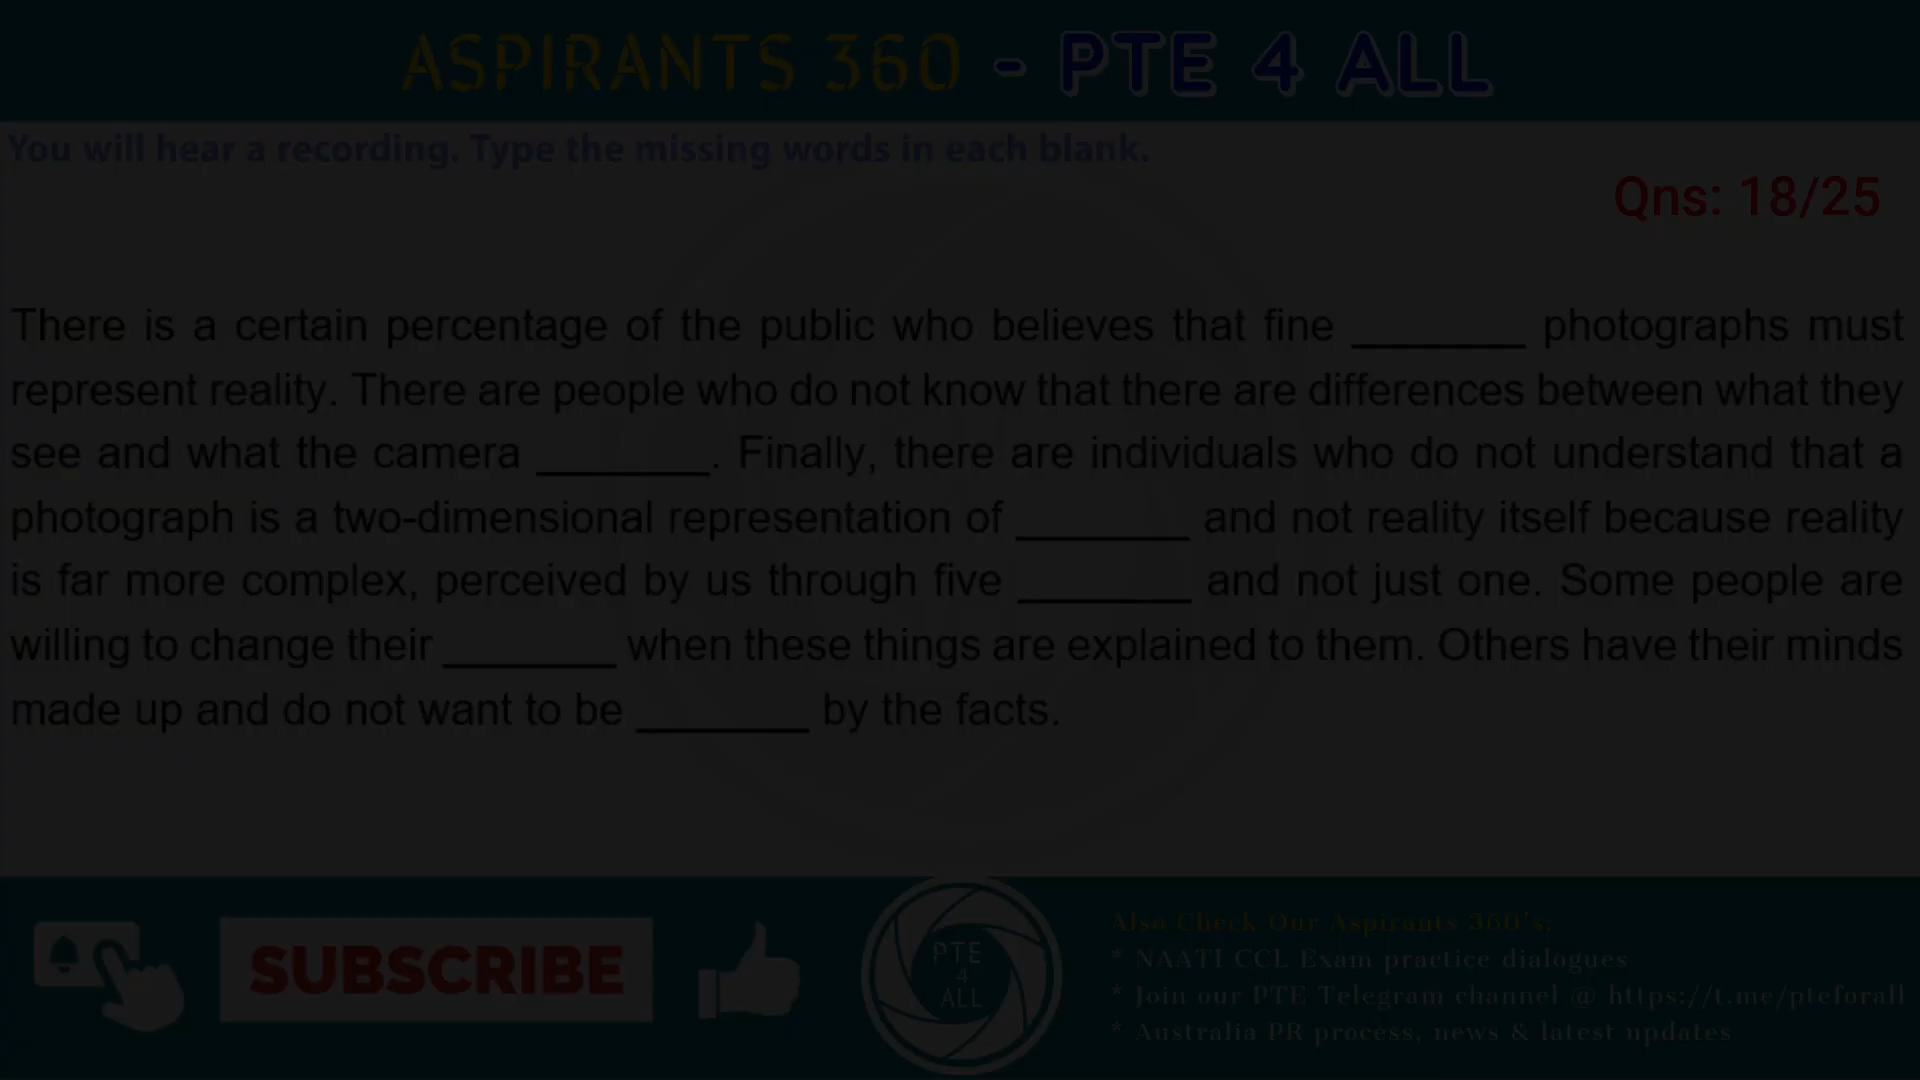 ASPIRANTS 360 - PTE 4 ALL
You will hear a recording. Type the missing words in each blank.
Qns: 18/25
There is a certain percentage of the public who believes that fine ________ photographs must
represent reality. There are people who do not know that there are differences between what they
see and what the camera ________. Finally, there are individuals who do not understand that a
photograph is a two-dimensional representation of ________ and not reality itself because reality
is far more complex, perceived by us through five ________ and not just one. Some people are
willing to change their ________ when these things are explained to them. Others have their minds
made up and do not want to be ________ by the facts.
SUBSCRIBE
PTE
4
ALL
Also Check Our Aspirants 360's:
* NAATI CCL Exam practice dialogues
* Join our PTE Telegram channel @ https://t.me/pteforall
* Australia PR process, news & latest updates